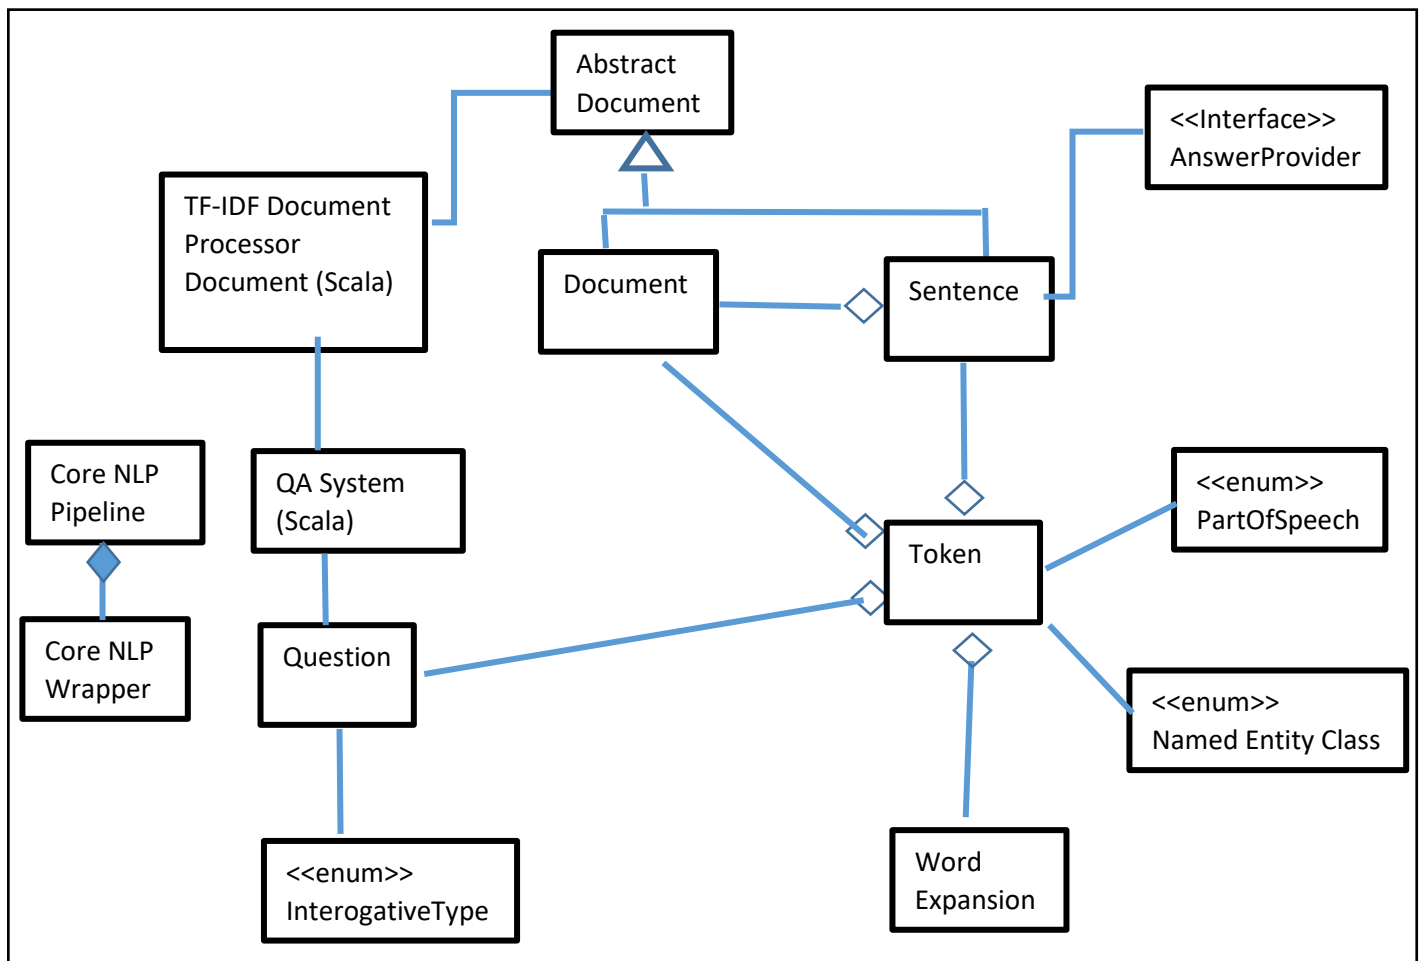 Abstract
Document
<<Interface>>
AnswerProvider
TF-IDF Document
Processor
Document (Scala)
Document
Sentence
Core NLP
Pipeline
QA System
(Scala)
<<enum>>
PartOfSpeech
Token
Core NLP
Wrapper
Question
<<enum>>
Named Entity Class
<<enum>>
InterogativeType
Word
Expansion